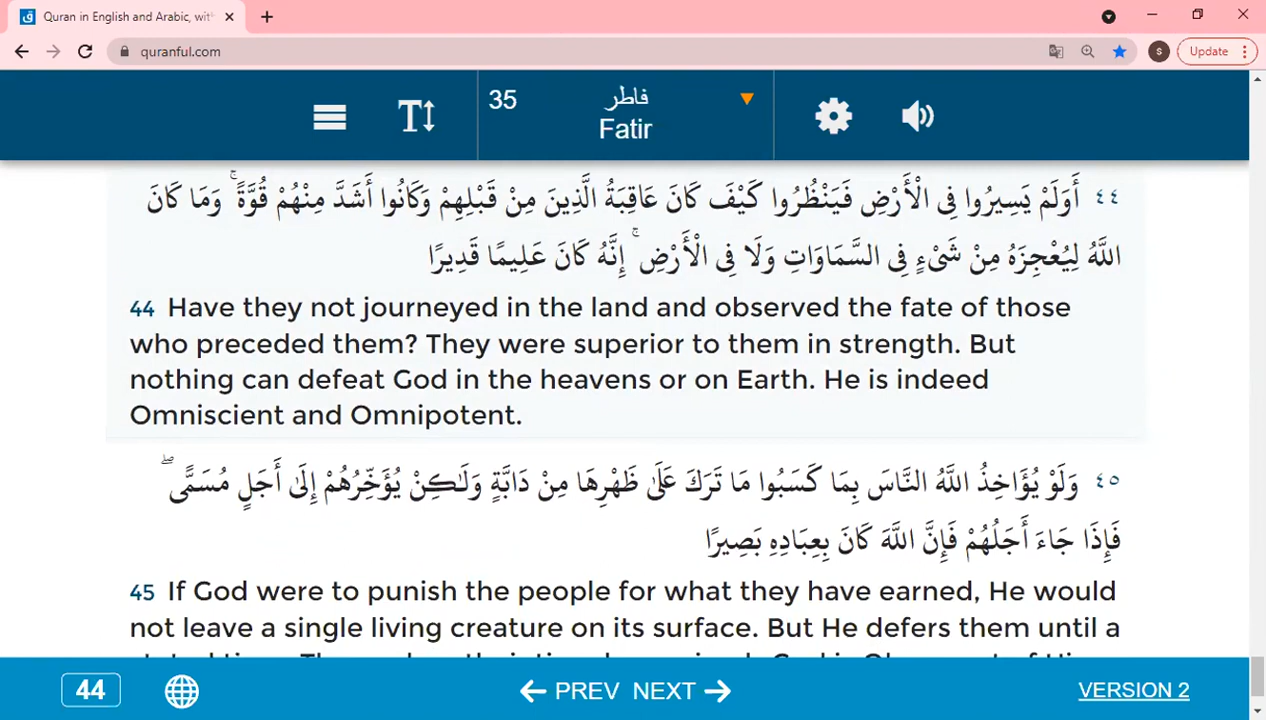 Quran in English and Arabic, wit
quranful.com
S
Update
35
فاطر
Fatir
٤٤ أَوَلَمْ يَسِيرُوا فِى الْأَرْضِ فَيَنْظُرُوا كَيْفَ كَانَ عَاقِبَةُ الَّذِينَ مِنْ قَبْلِهِمْ وَكَانُوا أَشَدَّ مِنْهُمْ قُوَّةً ۚ وَمَا كَانَ
اللَّهُ لِيُعْجِزَهُ مِنْ شَىْءٍ فِى السَّمَاوَاتِ وَلَا فِى الْأَرْضِ ۚ إِنَّهُ كَانَ عَلِيمًا قَدِيرًا
44 Have they not journeyed in the land and observed the fate of those
who preceded them? They were superior to them in strength. But
nothing can defeat God in the heavens or on Earth. He is indeed
Omniscient and Omnipotent.
٤٥ وَلَوْ يُؤَاخِذُ اللَّهُ النَّاسَ بِمَا كَسَبُوا مَا تَرَكَ عَلَىٰ ظَهْرِهَا مِنْ دَابَّةٍ وَلَـٰكِنْ يُؤَخِّرُهُمْ إِلَىٰ أَجَلٍ مُسَمًّى ۖ
فَإِذَا جَاءَ أَجَلُهُمْ فَإِنَّ اللَّهَ كَانَ بِعِبَادِهِ بَصِيرًا
45 If God were to punish the people for what they have earned, He would
not leave a single living creature on its surface. But He defers them until a
44
PREV NEXT
VERSION 2